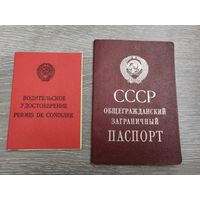 ВОДИТЕЛЬСКОЕ
УДОСТОВЕРЕНИЕ
PERMIS DE CONDUIRE
СССР
ОБЩЕГРАЖДАНСКИЙ
ЗАГРАНИЧНЫЙ
ПАСПОРТ